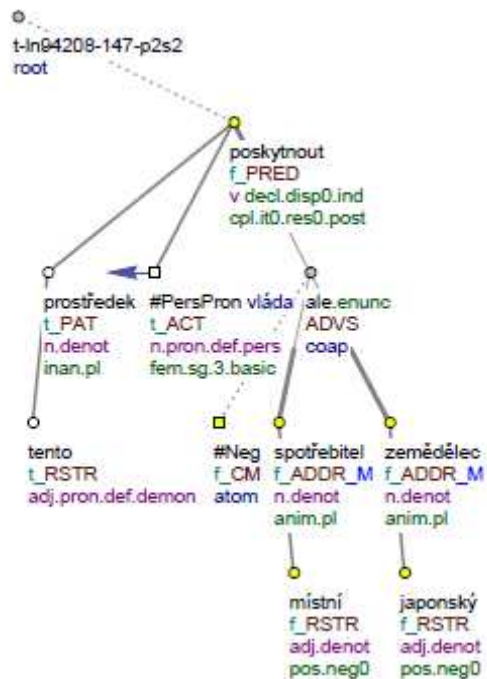 t-ln94208-147-p2s2
root
poskytnout
f_PRED
v decl.disp0.ind
cpl.it0.res0.post
prostředek #PersPron vláda ale.enunc
t_PAT t_ACT ADVS
n.denot n.pron.def.pers coap
inan.pl fem.sg.3.basic
tento #Neg spotřebitel zemědělec
t_RSTR f_CM f_ADDR_M f_ADDR_M
adj.pron.def.demon atom n.denot n.denot
anim.pl anim.pl
místní japonský
f_RSTR f_RSTR
adj.denot adj.denot
pos.neg0 pos.neg0